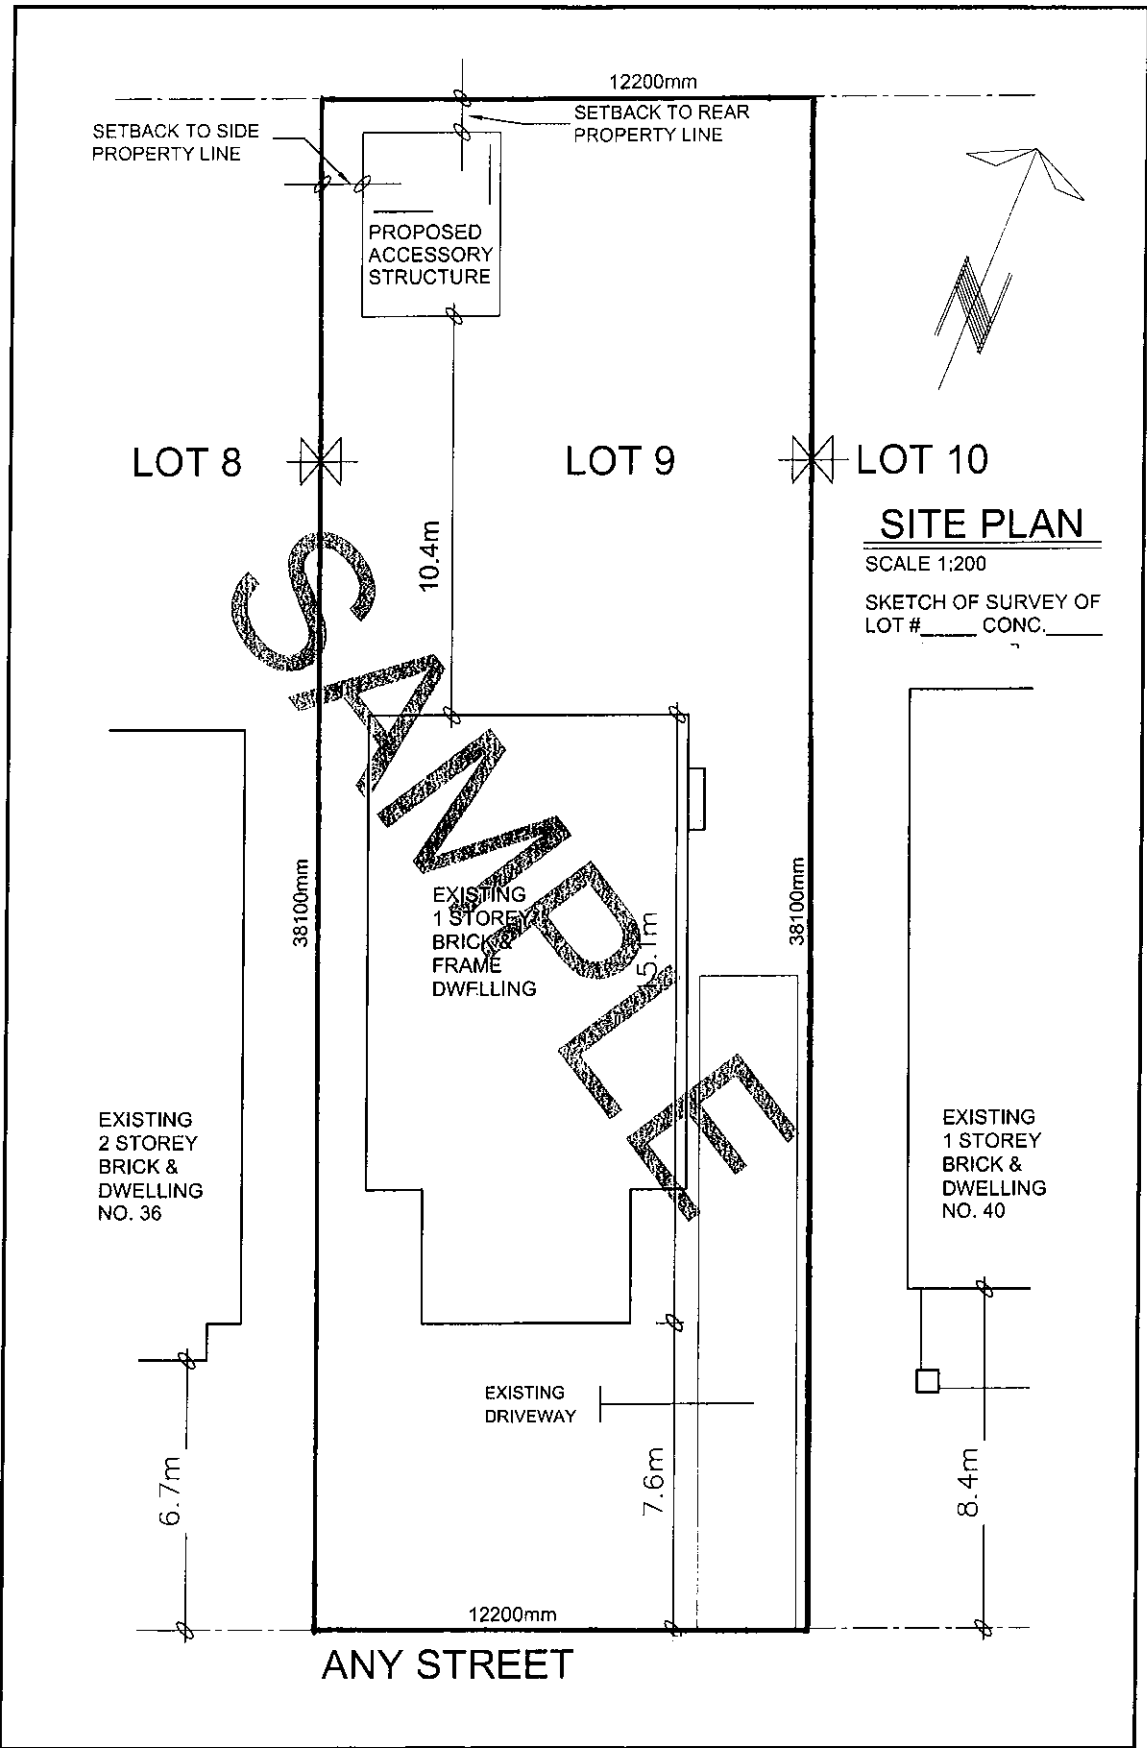 12200mm
SETBACK TO SIDE
PROPERTY LINE
SETBACK TO REAR
PROPERTY LINE
PROPOSED
ACCESSORY
STRUCTURE
N
LOT 8
LOT 9
LOT 10
10.4m
SITE PLAN
SCALE 1:200
SKETCH OF SURVEY OF
LOT #_____ CONC._____
SAMPLE
38100mm
EXISTING
1 STOREY
BRICK &
FRAME
DWELLING
5.1m
38100mm
EXISTING
2 STOREY
BRICK &
DWELLING
NO. 36
EXISTING
1 STOREY
BRICK &
DWELLING
NO. 40
EXISTING
DRIVEWAY
6.7m
7.6m
8.4m
12200mm
ANY STREET